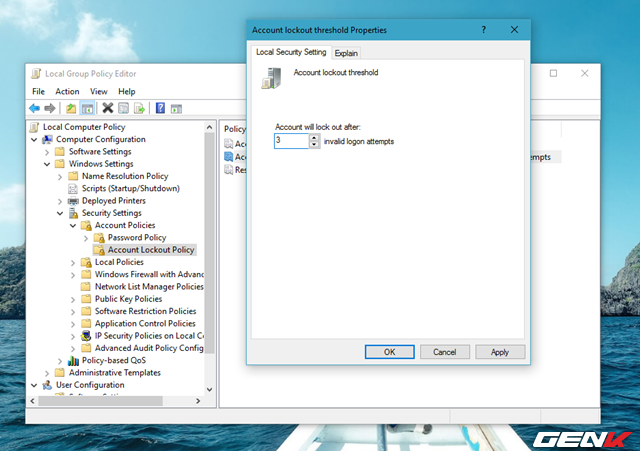 Account lockout threshold Properties
?
Local Security Setting
Explain
Account lockout threshold
Account will lock out after:
3
invalid logon attempts
OK
Cancel
Apply
Local Group Policy Editor
File Action View Help
Local Computer Policy
Computer Configuration
Software Settings
Windows Settings
Name Resolution Policy
Scripts (Startup/Shutdown)
Deployed Printers
Security Settings
Account Policies
Password Policy
Account Lockout Policy
Local Policies
Windows Firewall with Advanc
Network List Manager Policies
Public Key Policies
Software Restriction Policies
Application Control Policies
IP Security Policies on Local C
Advanced Audit Policy Config
Policy-based QoS
Administrative Templates
User Configuration
Policy
Acc
Acc
Res
empts
GENK